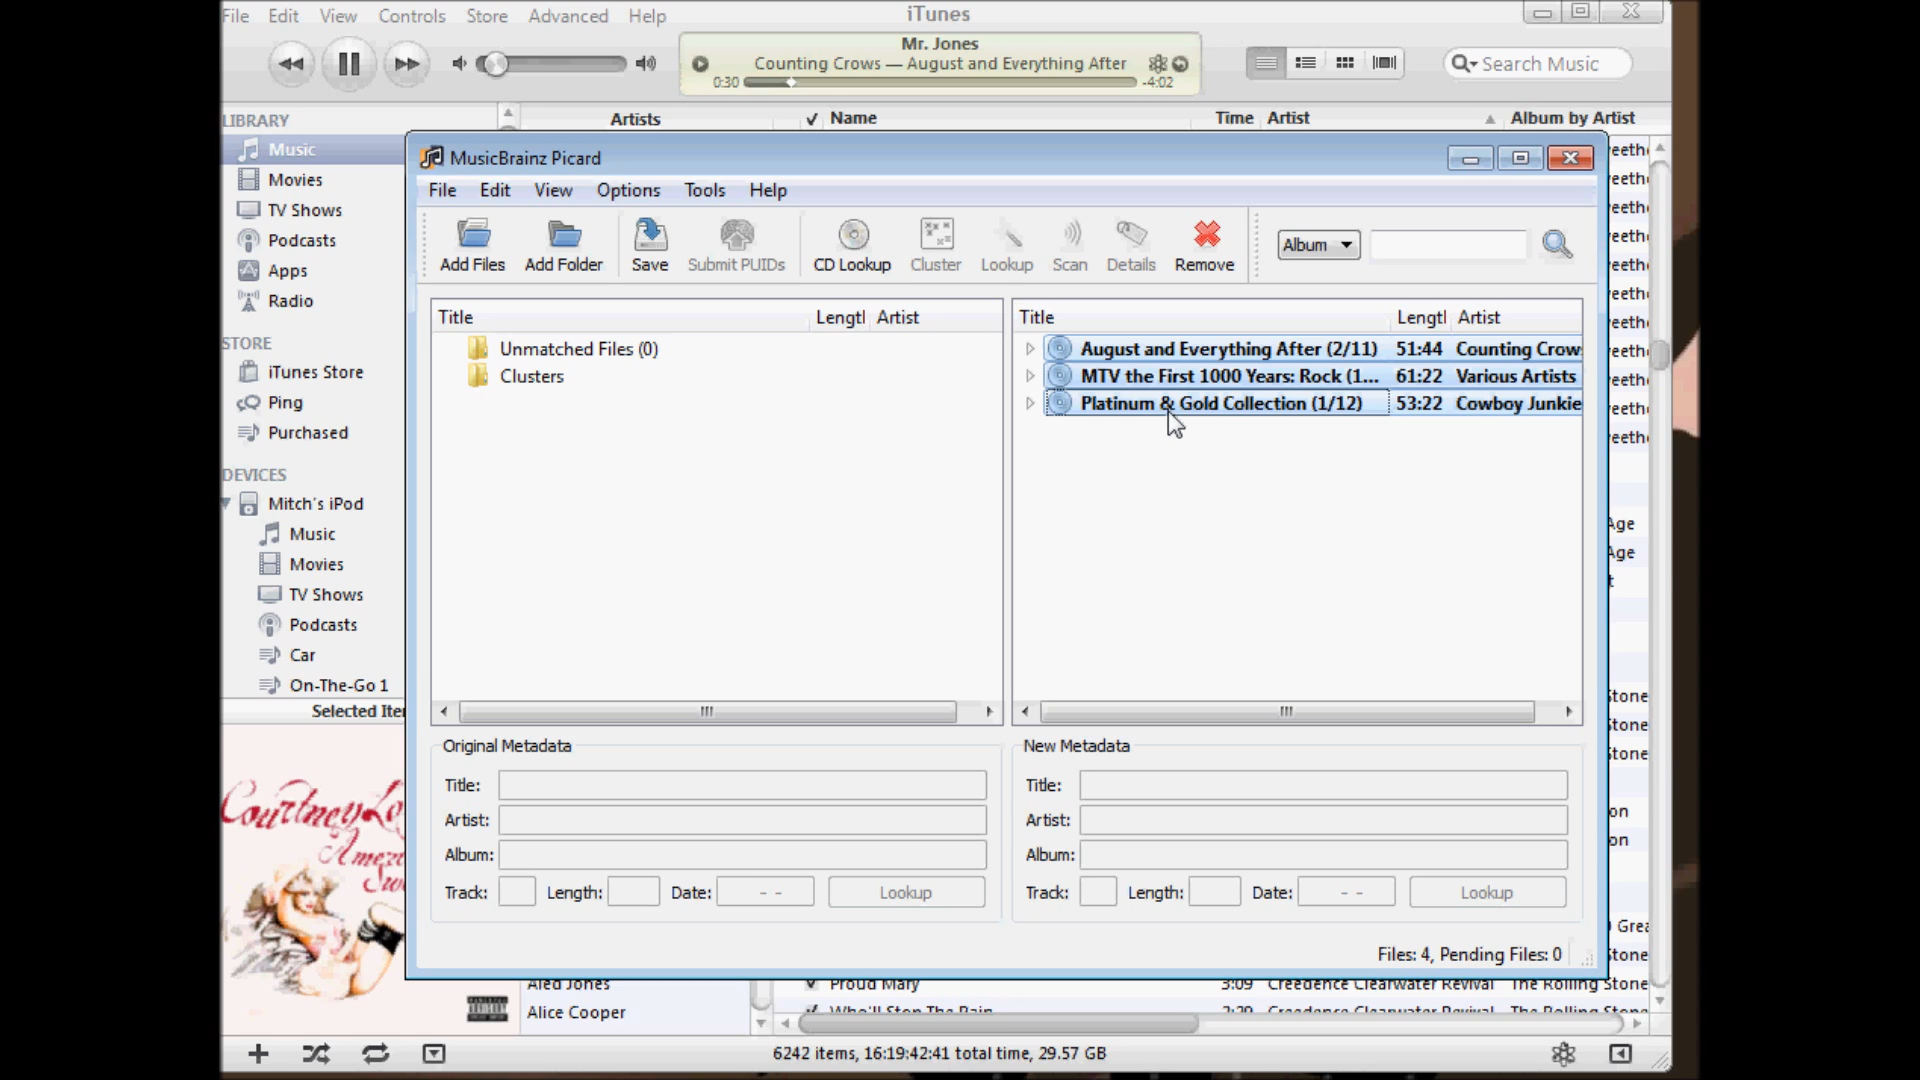 File Edit View Controls Store Advanced Help
iTunes
Mr. Jones
Counting Crows — August and Everything After
0:30
-4:02
Search Music
LIBRARY
Music
Movies
TV Shows
Podcasts
Apps
Radio
STORE
iTunes Store
Ping
Purchased
DEVICES
Mitch's iPod
Music
Movies
TV Shows
Podcasts
Car
On-The-Go 1
Selected Iter
Artists
✓ Name Time Artist Album by Artist
MusicBrainz Picard
File Edit View Options Tools Help
Add Files Add Folder Save Submit PUIDs CD Lookup Cluster Lookup Scan Details Remove
Album
Title Lengtl Artist
Unmatched Files (0)
Clusters
Title Lengtl Artist
August and Everything After (2/11) 51:44 Counting Crow
MTV the First 1000 Years: Rock (1... 61:22 Various Artists
Platinum & Gold Collection (1/12) 53:22 Cowboy Junkie
Original Metadata
Title:
Artist:
Album:
Track: Length: Date: - - Lookup
New Metadata
Title:
Artist:
Album:
Track: Length: Date: - - Lookup
Files: 4, Pending Files: 0
Aled Jones
Alice Cooper
Proud Mary 3:09 Creedence Clearwater Revival The Rolling Stone
Who'll Stop The Rain 2:29 Creedence Clearwater Revival The Rolling Stone
6242 items, 16:19:42:41 total time, 29.57 GB